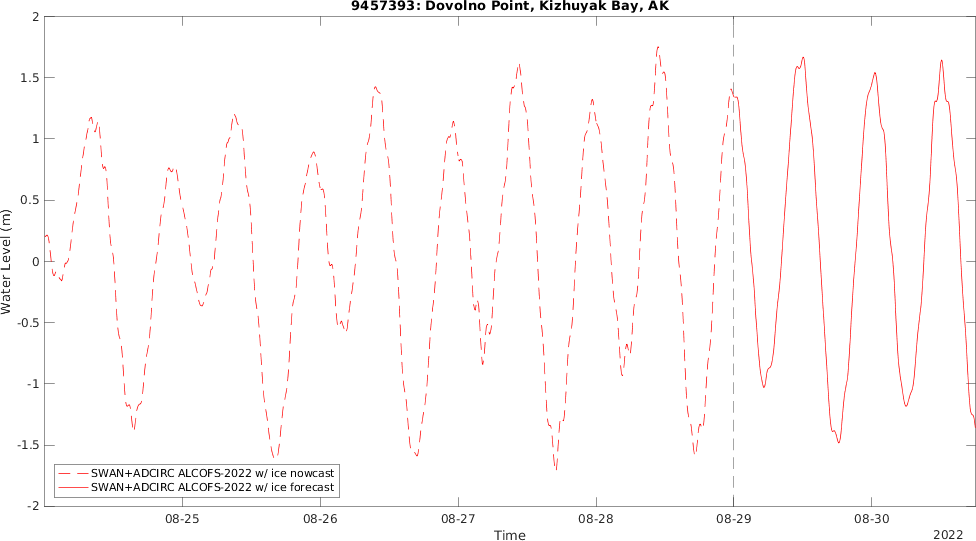 9457393: Dovolno Point, Kizhuyak Bay, AK
2
1.5
1
0.5
0
-0.5
-1
-1.5
-2
Water Level (m)
SWAN+ADCIRC ALCOFS-2022 w/ ice nowcast
SWAN+ADCIRC ALCOFS-2022 w/ ice forecast
08-25 08-26 08-27 08-28 08-29 08-30
Time
2022